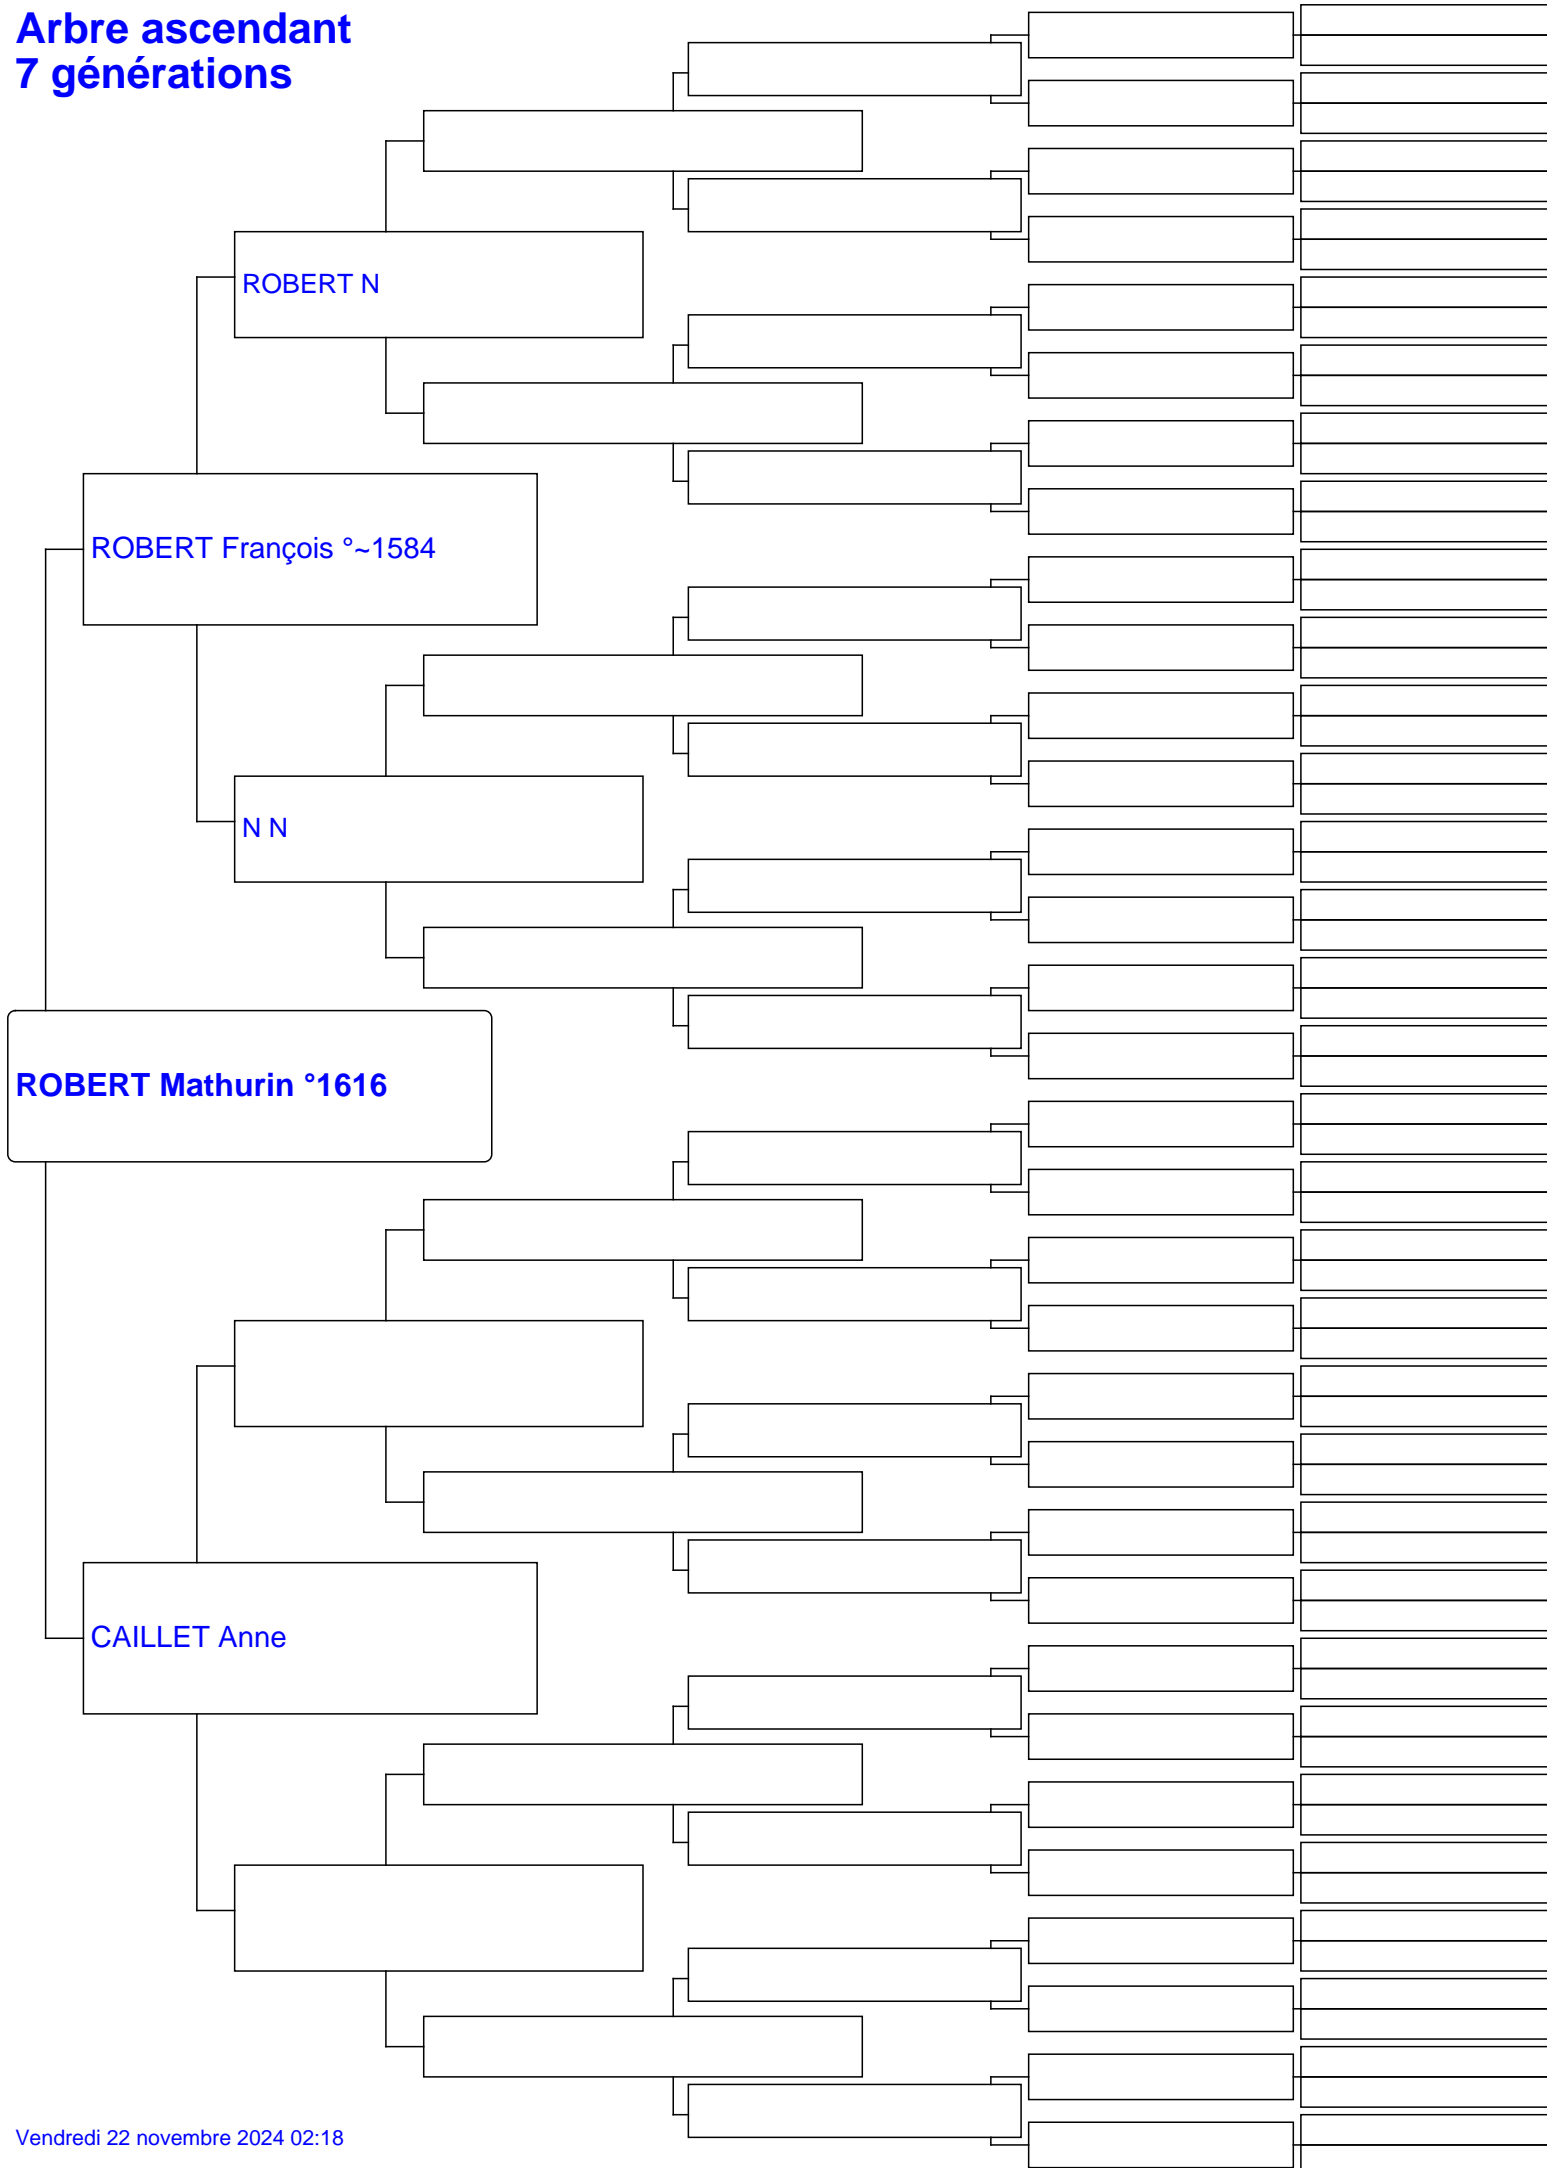 Arbre ascendant
7 générations
ROBERT N
ROBERT François °~1584
N N
ROBERT Mathurin °1616
CAILLET Anne
Vendredi 22 novembre 2024 02:18